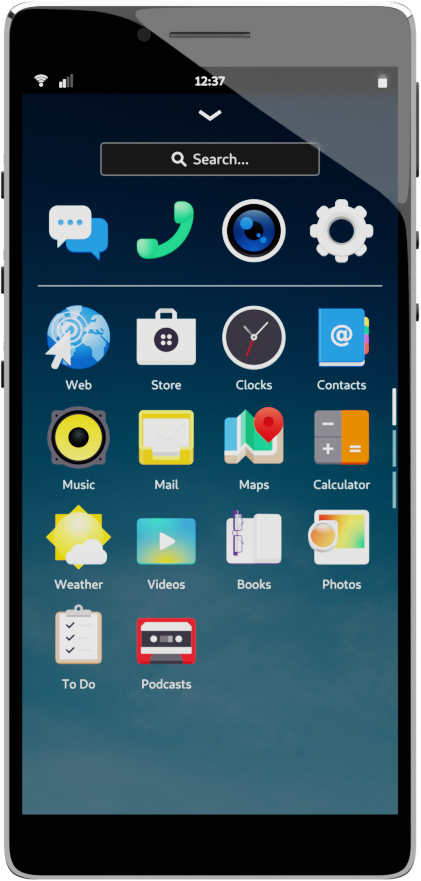 12:37
Search...
Web Store Clocks Contacts
Music Mail Maps Calculator
Weather Videos Books Photos
To Do Podcasts